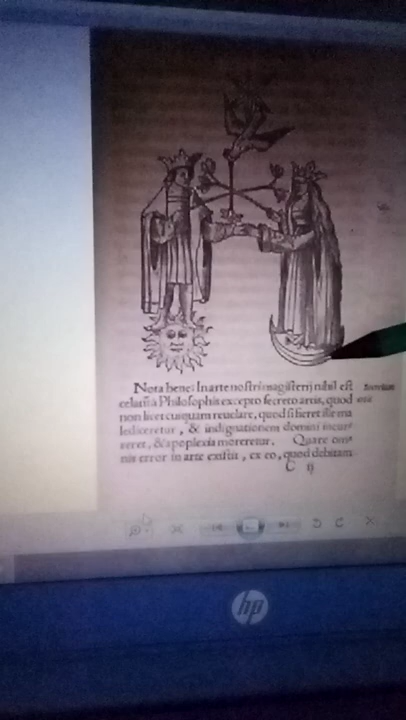 Nota bene: In arte nostri magisterij nihil est
celatũ à Philosophis excepto secreto artis, quod
artis
non licet cuiquam reuelare, quod si fieret ille ma
lediceretur, & indignationem domini incur⸗
reret, & apoplexia moreretur. Quare om⸗
nis error in arte existit, ex eo, quod debitam
C ij
hp